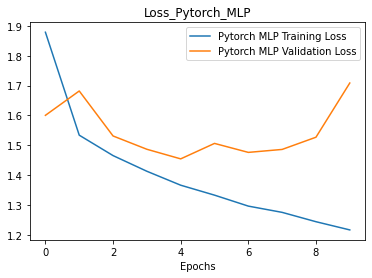 Loss_Pytorch_MLP
Pytorch MLP Training Loss
Pytorch MLP Validation Loss
1.9
1.8
1.7
1.6
1.5
1.4
1.3
1.2
0 2 4 6 8
Epochs